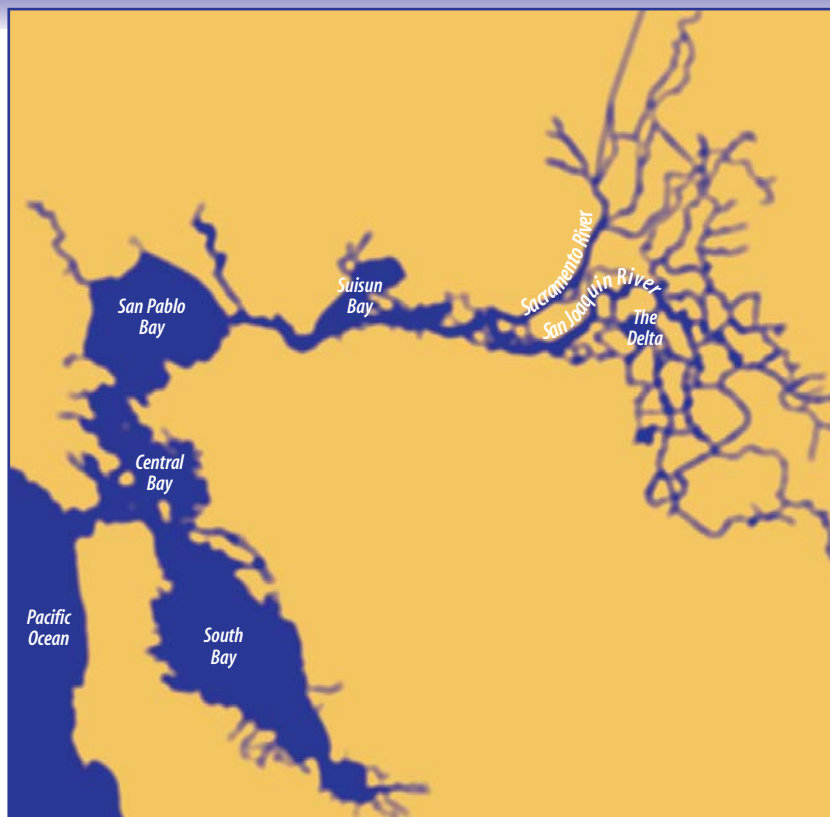 Sacramento River
San Joaquin River
Suisun
Bay
San Pablo
Bay
The
Delta
Central
Bay
Pacific
Ocean
South
Bay